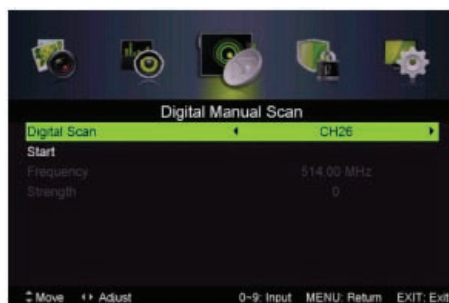 Digital Manual Scan
Digital Scan CH26
Start
Frequency 514.00 MHz
Strength 0
Move Adjust 0~9: Input MENU: Return EXIT: Exit